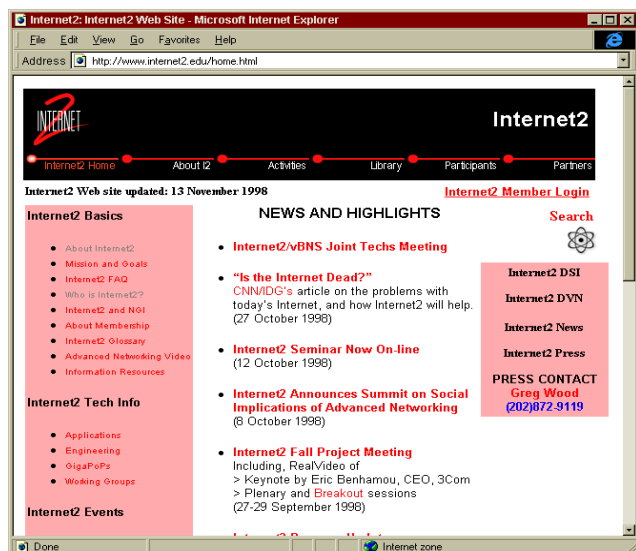 Internet2: Internet2 Web Site - Microsoft Internet Explorer
File Edit View Go Favorites Help
Address http://www.internet2.edu/home.html
INTERNET 2
Internet2
Internet2 Home About I2 Activities Library Participants Partners
Internet2 Web site updated: 13 November 1998
Internet2 Member Login
Internet2 Basics
About Internet2
Mission and Goals
Internet2 FAQ
Who is Internet2?
Internet2 and NGI
About Membership
Internet2 Glossary
Advanced Networking Video
Information Resources
Internet2 Tech Info
Applications
Engineering
GigaPoPs
Working Groups
Internet2 Events
NEWS AND HIGHLIGHTS
Internet2/vBNS Joint Techs Meeting
“Is the Internet Dead?”
CNN/IDG's article on the problems with
today's Internet, and how Internet2 will help.
(27 October 1998)
Internet2 Seminar Now On-line
(12 October 1998)
Internet2 Announces Summit on Social
Implications of Advanced Networking
(8 October 1998)
Internet2 Fall Project Meeting
Including, RealVideo of
> Keynote by Eric Benhamou, CEO, 3Com
> Plenary and Breakout sessions
(27-29 September 1998)
Search
Internet2 DSI
Internet2 DVN
Internet2 News
Internet2 Press
PRESS CONTACT
Greg Wood
(202)872-9119
Done
Internet zone